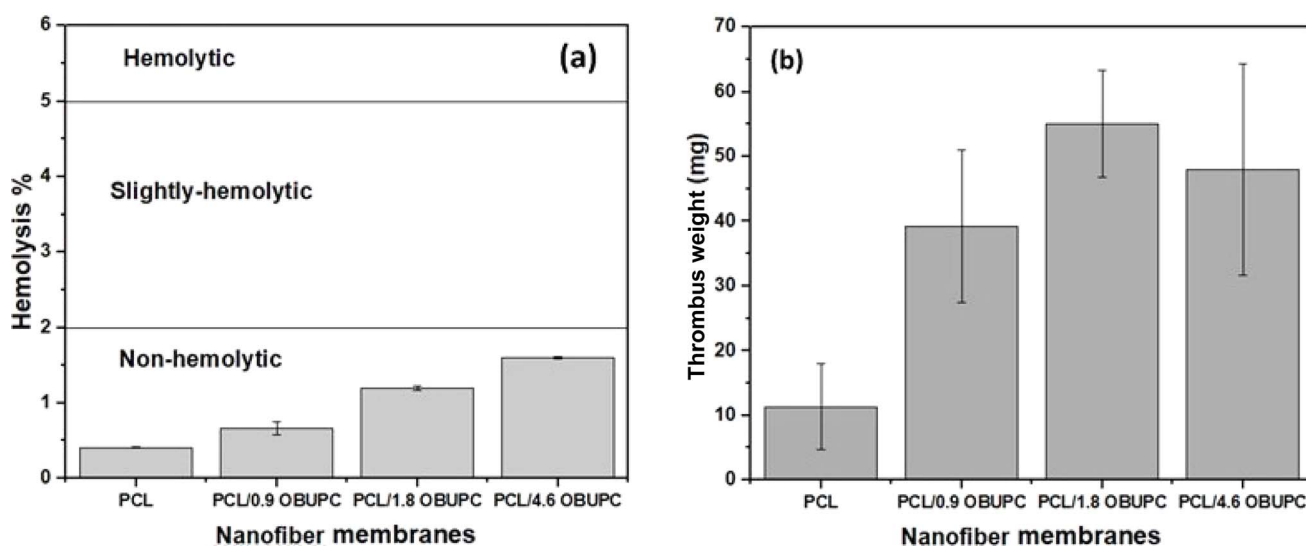 (a)
Hemolysis %
6
5
4
3
2
1
0
Hemolytic
Slightly-hemolytic
Non-hemolytic
PCL
PCL/0.9 OBUPC
PCL/1.8 OBUPC
PCL/4.6 OBUPC
Nanofiber membranes
(b)
Thrombus weight (mg)
70
60
50
40
30
20
10
0
PCL
PCL/0.9 OBUPC
PCL/1.8 OBUPC
PCL/4.6 OBUPC
Nanofiber membranes